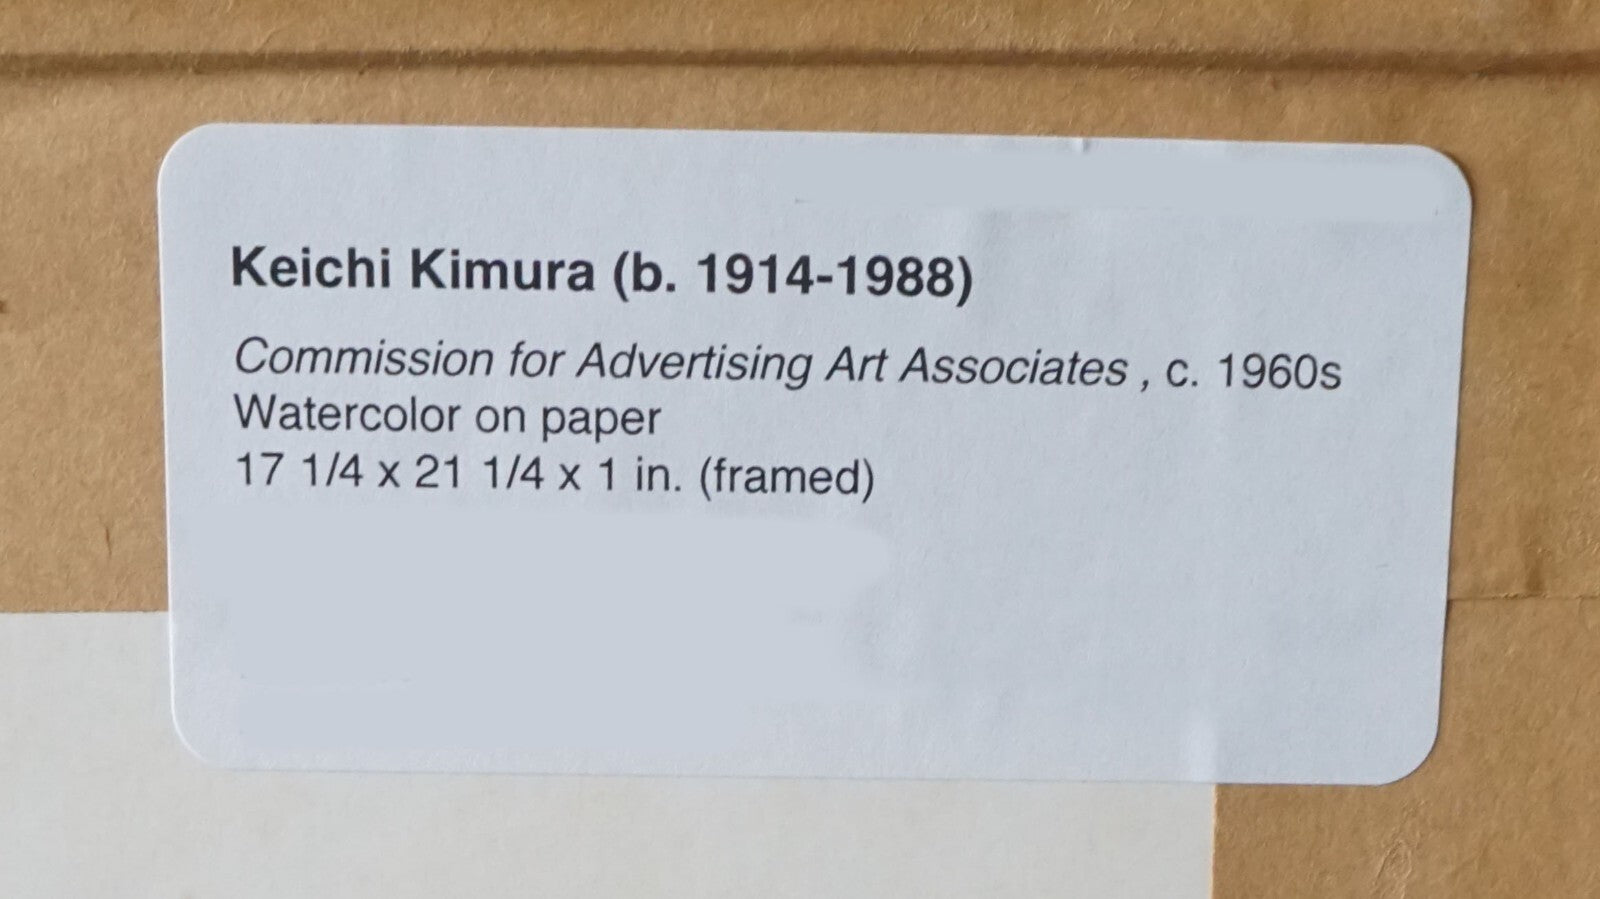 Keichi Kimura (b. 1914-1988)
Commission for Advertising Art Associates , c. 1960s
Watercolor on paper
17 1/4 x 21 1/4 x 1 in. (framed)